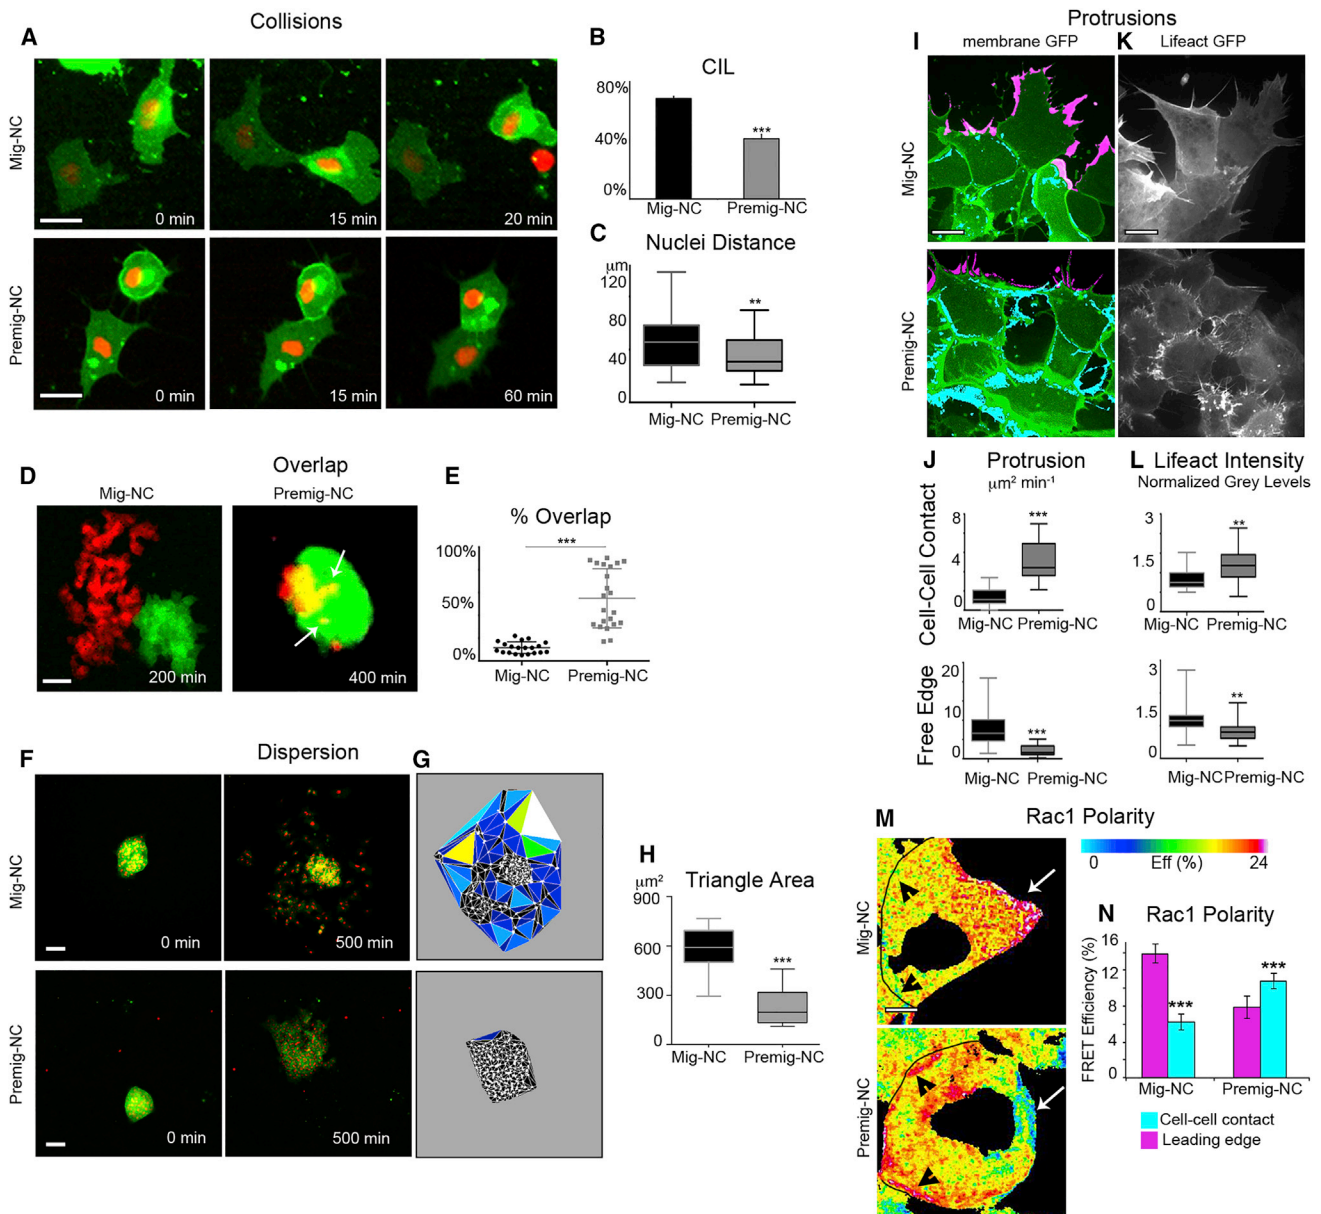 Collisions
A
Mig-NC
0 min
15 min
20 min
Premig-NC
0 min
15 min
60 min
B
CIL
80%
40%
0%
***
Mig-NC Premig-NC
C
Nuclei Distance
μm
120
80
40
0
**
Mig-NC Premig-NC
D
Overlap
Mig-NC
Premig-NC
200 min
400 min
E
% Overlap
***
100%
50%
0%
Mig-NC Premig-NC
F
Dispersion
Mig-NC
0 min
500 min
Premig-NC
0 min
500 min
G
H
Triangle Area
μm²
900
600
300
0
***
Mig-NC Premig-NC
Protrusions
I
membrane GFP
K
Lifeact GFP
Mig-NC
Premig-NC
J
Protrusion
μm² min⁻¹
Cell-Cell Contact
8
4
0
***
Mig-NC Premig-NC
Free Edge
20
10
0
***
Mig-NC Premig-NC
L
Lifeact Intensity
Normalized Grey Levels
3
1.5
0
**
Mig-NC Premig-NC
3
1.5
0
**
Mig-NC Premig-NC
M
Rac1 Polarity
Mig-NC
Premig-NC
0 Eff (%) 24
N
Rac1 Polarity
FRET Efficiency (%)
16
12
8
4
0
***
***
Mig-NC Premig-NC
Cell-cell contact
Leading edge